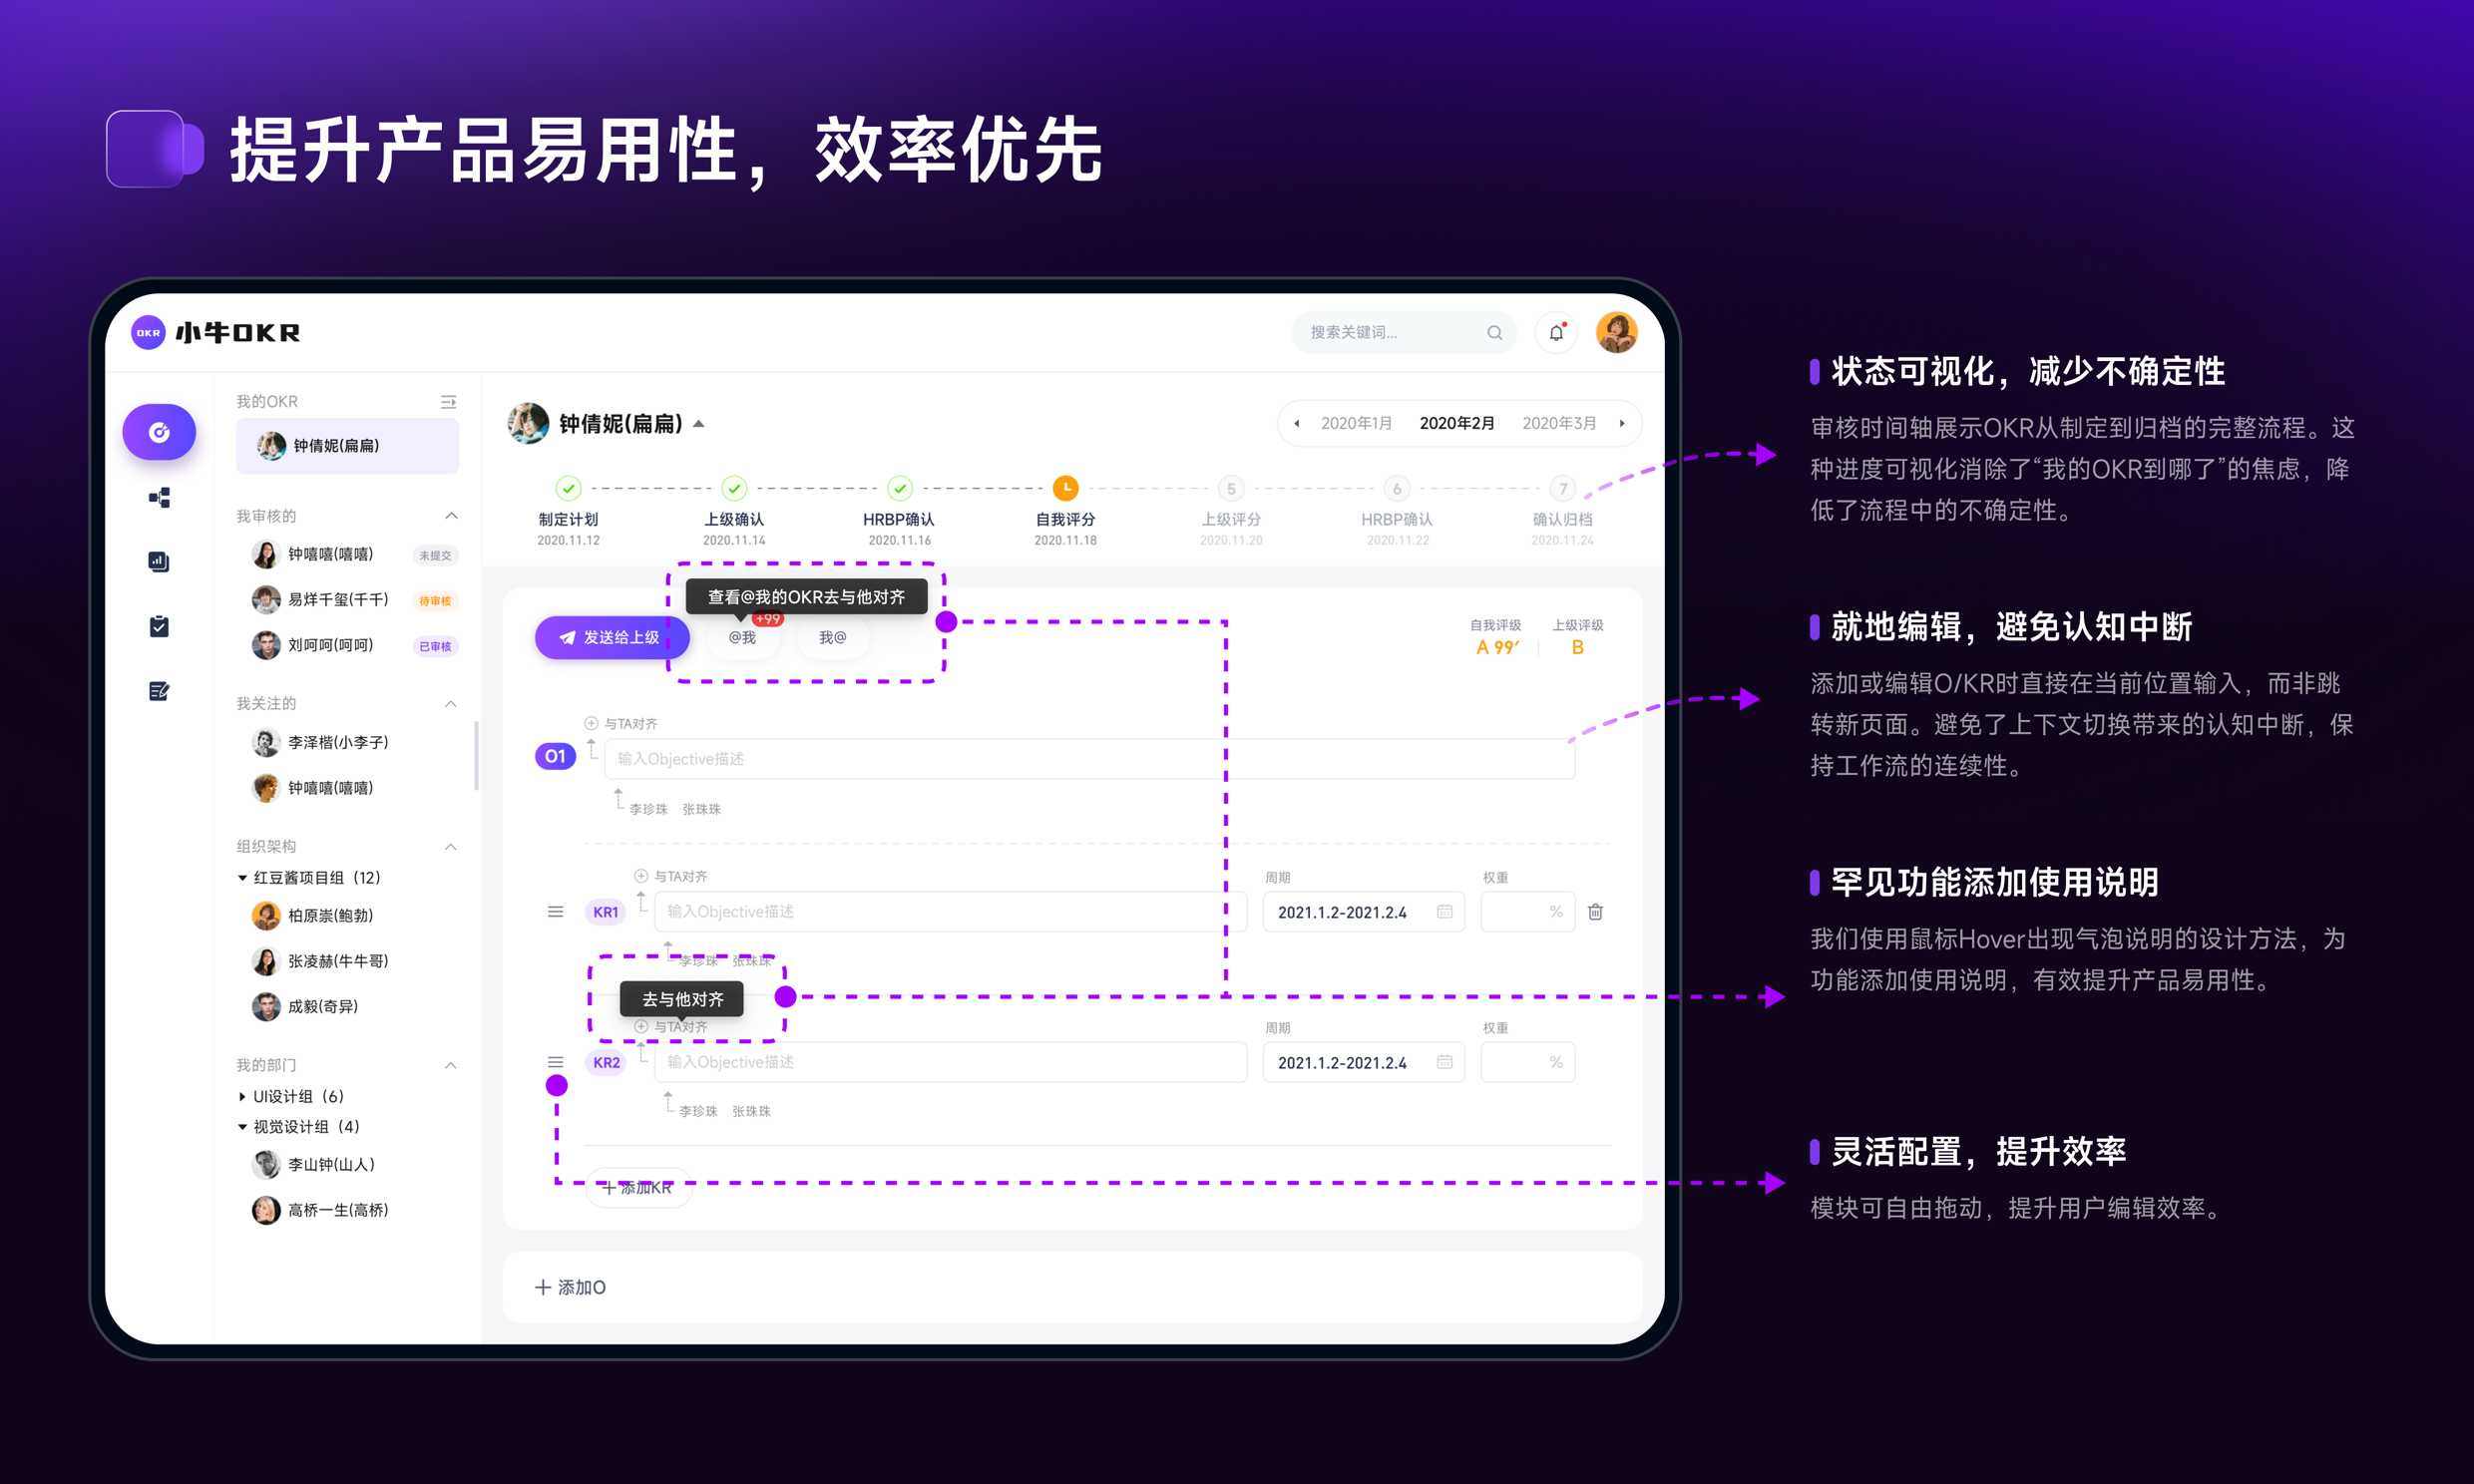 提升产品易用性，效率优先
OKR 小牛OKR
搜索关键词...
我的OKR
钟倩妮(扁扁)
我审核的
钟嘻嘻(嘻嘻) 未提交
易烊千玺(千千) 待审核
刘呵呵(呵呵) 已审核
我关注的
李泽楷(小李子)
钟嘻嘻(嘻嘻)
组织架构
红豆酱项目组（12）
柏原崇(鲍勃)
张凌赫(牛牛哥)
成毅(奇异)
我的部门
UI设计组（6）
视觉设计组（4）
李山钟(山人)
高桥一生(高桥)
钟倩妮(扁扁)
2020年1月 2020年2月 2020年3月
5 6 7
制定计划 上级确认 HRBP确认 自我评分 上级评分 HRBP确认 确认归档
2020.11.12 2020.11.14 2020.11.16 2020.11.18 2020.11.20 2020.11.22 2020.11.24
查看@我的OKR去与他对齐
发送给上级 @我 +99 我@
自我评级 上级评级
A 99′ B
与TA对齐
O1 输入Objective描述
李珍珠 张珠珠
与TA对齐 周期 权重
KR1 输入Objective描述 2021.1.2-2021.2.4 %
李珍珠 张珠珠
去与他对齐
与TA对齐 周期 权重
KR2 输入Objective描述 2021.1.2-2021.2.4 %
李珍珠 张珠珠
添加KR
添加O
状态可视化，减少不确定性
审核时间轴展示OKR从制定到归档的完整流程。这
种进度可视化消除了“我的OKR到哪了”的焦虑，降
低了流程中的不确定性。
就地编辑，避免认知中断
添加或编辑O/KR时直接在当前位置输入，而非跳
转新页面。避免了上下文切换带来的认知中断，保
持工作流的连续性。
罕见功能添加使用说明
我们使用鼠标Hover出现气泡说明的设计方法，为
功能添加使用说明，有效提升产品易用性。
灵活配置，提升效率
模块可自由拖动，提升用户编辑效率。